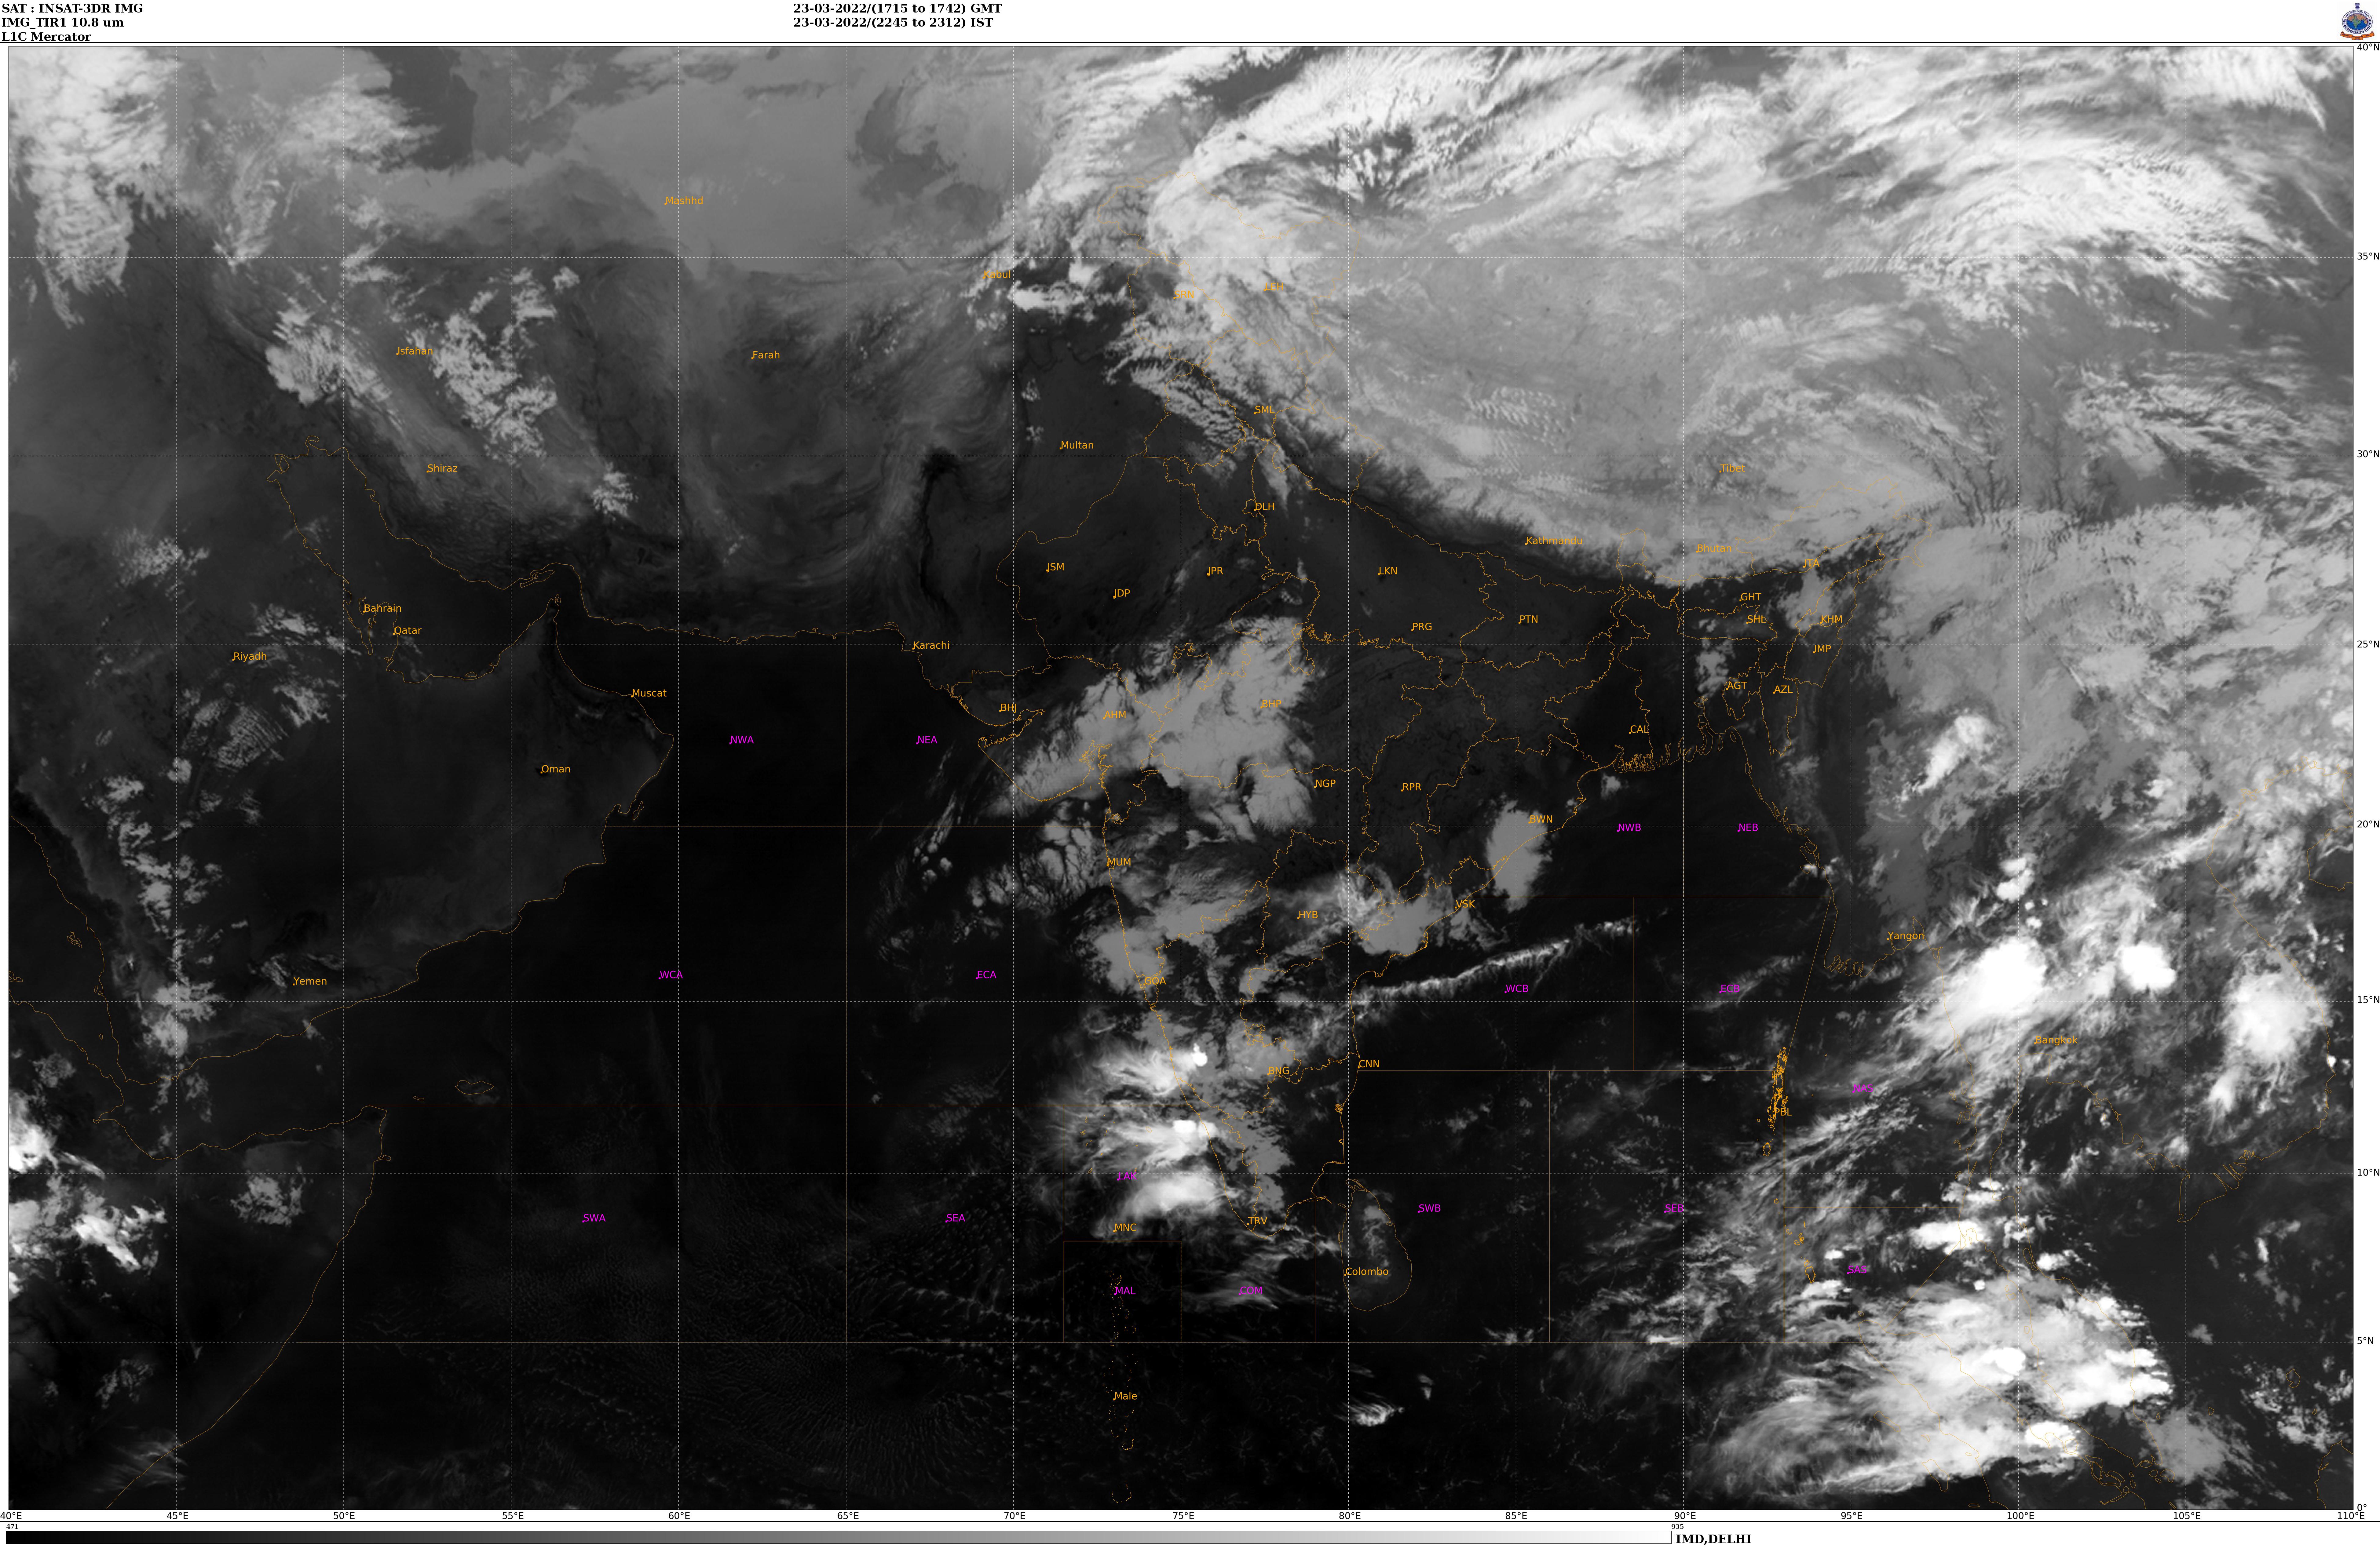 SAT : INSAT-3DR IMG
IMG_TIR1 10.8 um
L1C Mercator
23-03-2022/(1715 to 1742) GMT
23-03-2022/(2245 to 2312) IST
40°N
Mashhd
35°N
SRN
LEH
Isfahan
Farah
SML
Multan
30°N
Shiraz
Tibet
DLH
Kathmandu
Bhutan
JSM
JPR
LKN
ITA
JDP
GHT
Bahrain
PRG
PTN
SHL
KHM
Qatar
25°N
Karachi
JMP
Riyadh
Muscat
AGT
AZL
BHJ
AHM
BHP
CAL
NWA
NEA
Oman
NGP
RPR
20°N
BWN
NWB
NEB
MUM
VSK
HYB
Yangon
WCA
ECA
Yemen
GOA
WCB
ECB
15°N
Bangkok
CNN
BNG
PBL
10°N
SWA
SEA
MNC
TRV
SWB
SEB
Colombo
MAL
COM
5°N
Male
0°
40°E
45°E
50°E
55°E
60°E
65°E
70°E
75°E
80°E
85°E
90°E
95°E
100°E
105°E
110°E
471
935
IMD,DELHI